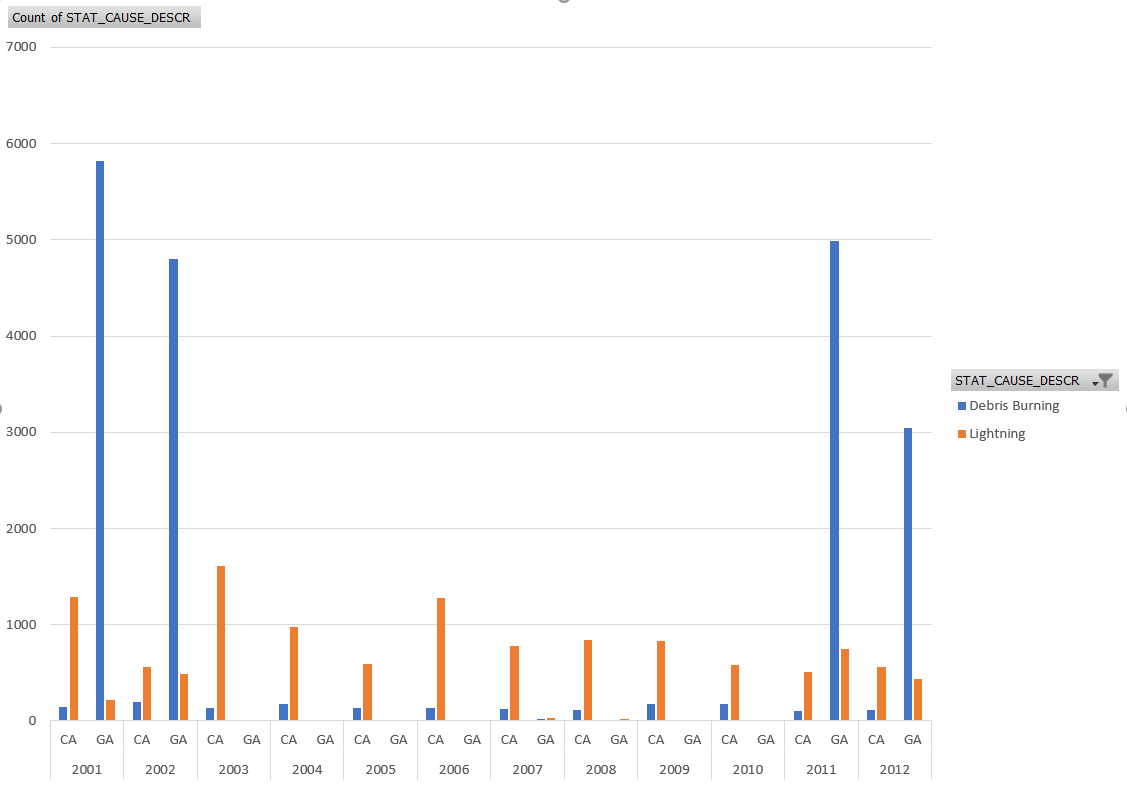 Count of STAT_CAUSE_DESCR
7000
6000
5000
4000
3000
2000
1000
0
CA GA CA GA CA GA CA GA CA GA CA GA CA GA CA GA CA GA CA GA CA GA CA GA
2001 2002 2003 2004 2005 2006 2007 2008 2009 2010 2011 2012
STAT_CAUSE_DESCR
Debris Burning
Lightning